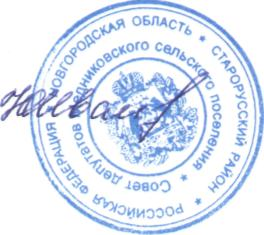 РОССИЙСКАЯ ФЕДЕРАЦИЯ * НОВГОРОДСКАЯ ОБЛАСТЬ * СТАРОРУССКИЙ РАЙОН *
Совет депутатов сельского поселения *